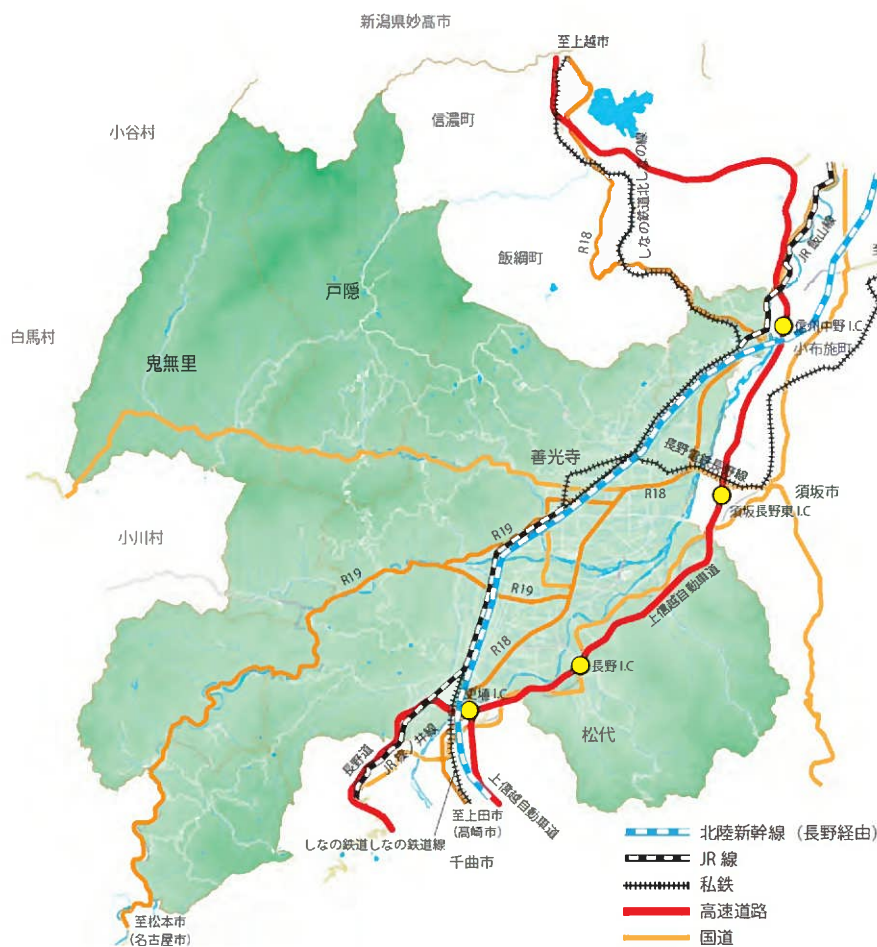 新潟県妙高市
至上越市
小谷村
信濃町
しなの鉄道北しなの線
R18
飯綱町
JR飯山線
至
戸隠
白馬村
鬼無里
信州中野I.C
小布施町
善光寺
長野電鉄長野線
R18
須坂市
須坂長野東I.C
小川村
R19
R19
R19
上信越自動車道
R18
長野I.C
更埴I.C
松代
長野道
JR篠ノ井線
上信越自動車道
至上田市
(高崎市)
しなの鉄道しなの鉄道線
千曲市
至松本市
(名古屋市)
北陸新幹線（長野経由）
JR線
私鉄
高速道路
国道